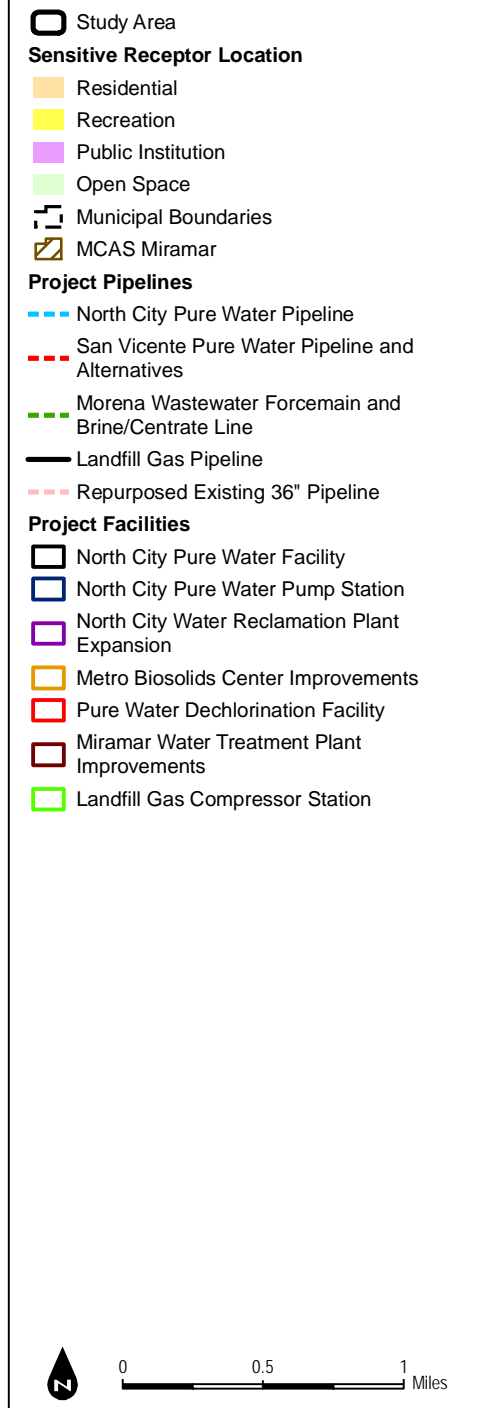 Study Area
Sensitive Receptor Location
Residential
Recreation
Public Institution
Open Space
Municipal Boundaries
MCAS Miramar
Project Pipelines
North City Pure Water Pipeline
San Vicente Pure Water Pipeline and
Alternatives
Morena Wastewater Forcemain and
Brine/Centrate Line
Landfill Gas Pipeline
Repurposed Existing 36" Pipeline
Project Facilities
North City Pure Water Facility
North City Pure Water Pump Station
North City Water Reclamation Plant
Expansion
Metro Biosolids Center Improvements
Pure Water Dechlorination Facility
Miramar Water Treatment Plant
Improvements
Landfill Gas Compressor Station
N
0 0.5 1
Miles